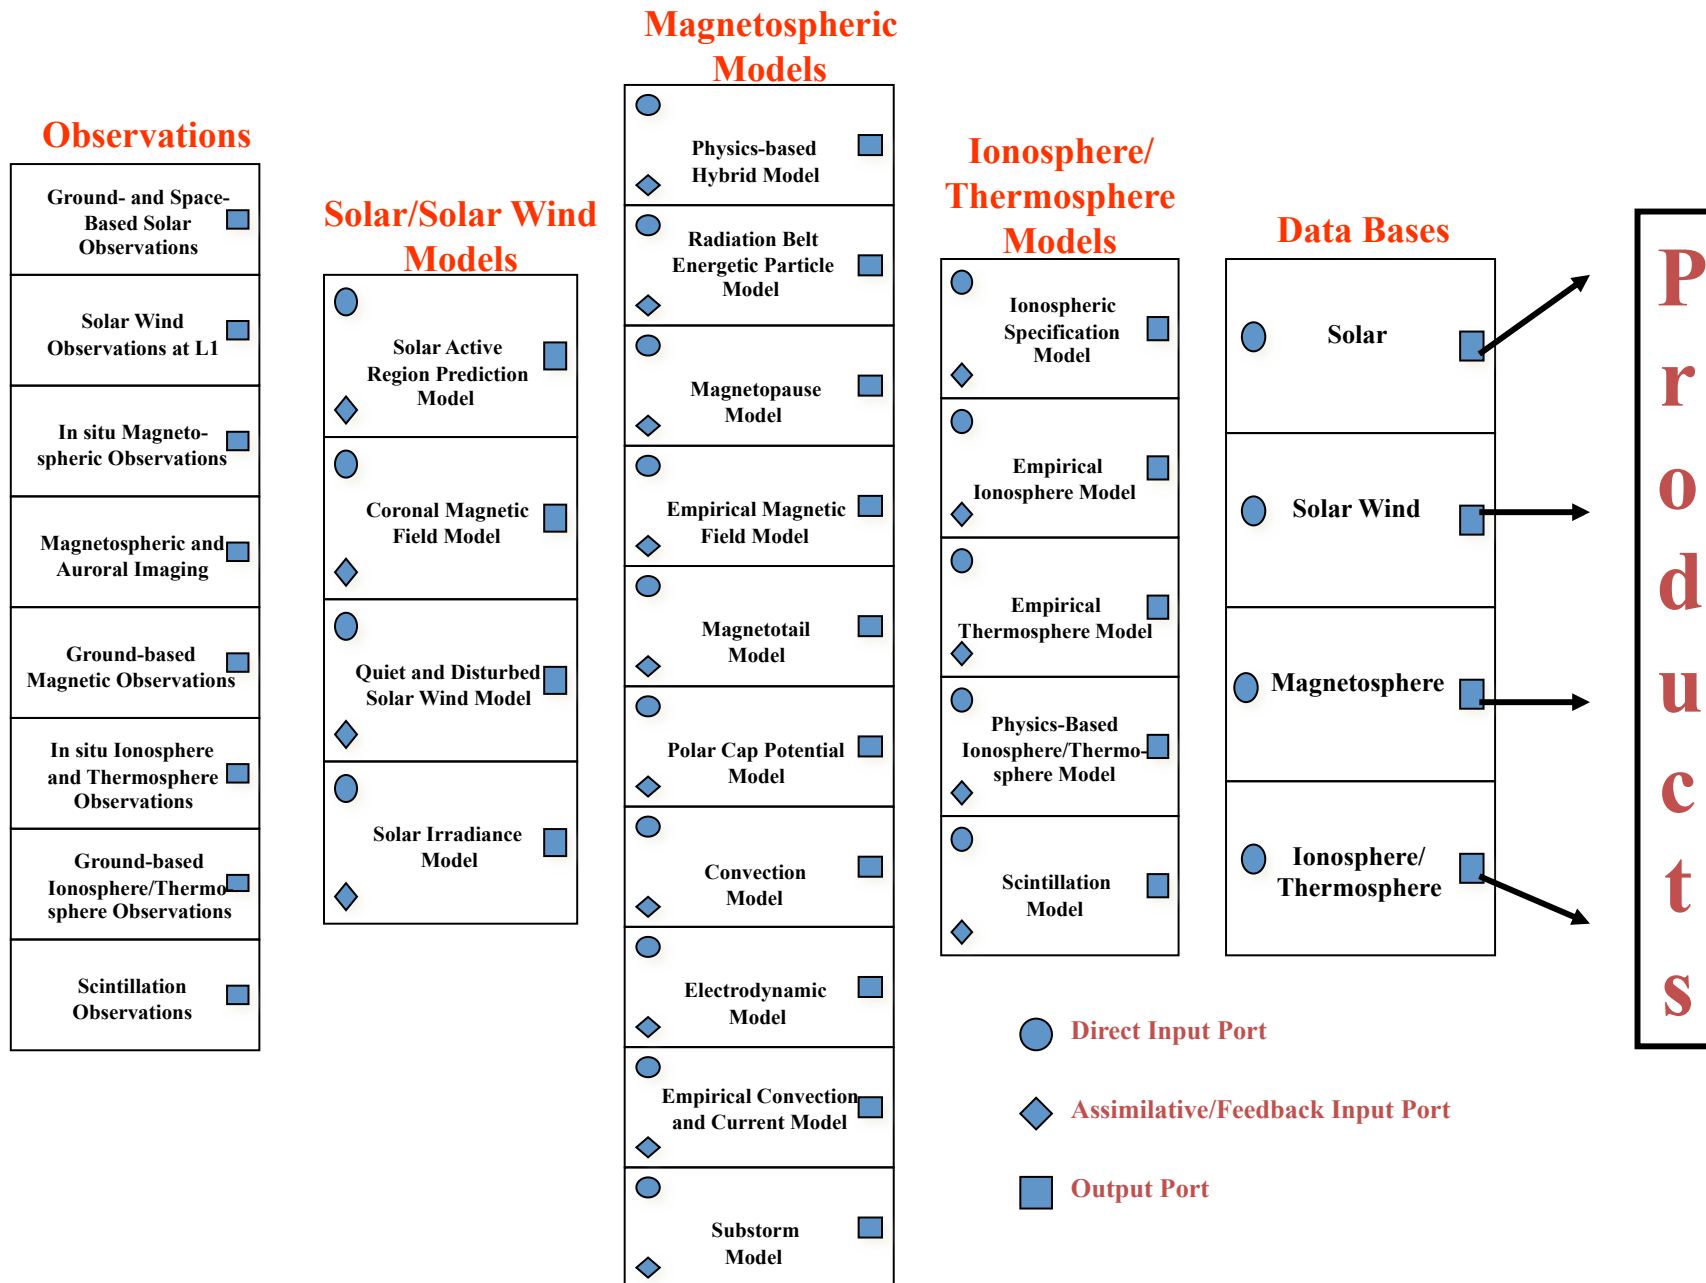 Observations
Ground- and Space-
Based Solar
Observations
Solar Wind
Observations at L1
In situ Magneto-
spheric Observations
Magnetospheric and
Auroral Imaging
Ground-based
Magnetic Observations
In situ Ionosphere
and Thermosphere
Observations
Ground-based
Ionosphere/Thermo-
sphere Observations
Scintillation
Observations
Solar/Solar Wind
Models
Solar Active
Region Prediction
Model
Coronal Magnetic
Field Model
Quiet and Disturbed
Solar Wind Model
Solar Irradiance
Model
Magnetospheric
Models
Physics-based
Hybrid Model
Radiation Belt
Energetic Particle
Model
Magnetopause
Model
Empirical Magnetic
Field Model
Magnetotail
Model
Polar Cap Potential
Model
Convection
Model
Electrodynamic
Model
Empirical Convection
and Current Model
Substorm
Model
Ionosphere/
Thermosphere
Models
Ionospheric
Specification
Model
Empirical
Ionosphere Model
Empirical
Thermosphere Model
Physics-Based
Ionosphere/Thermo-
sphere Model
Scintillation
Model
Data Bases
Solar
Solar Wind
Magnetosphere
Ionosphere/
Thermosphere
Products
Direct Input Port
Assimilative/Feedback Input Port
Output Port